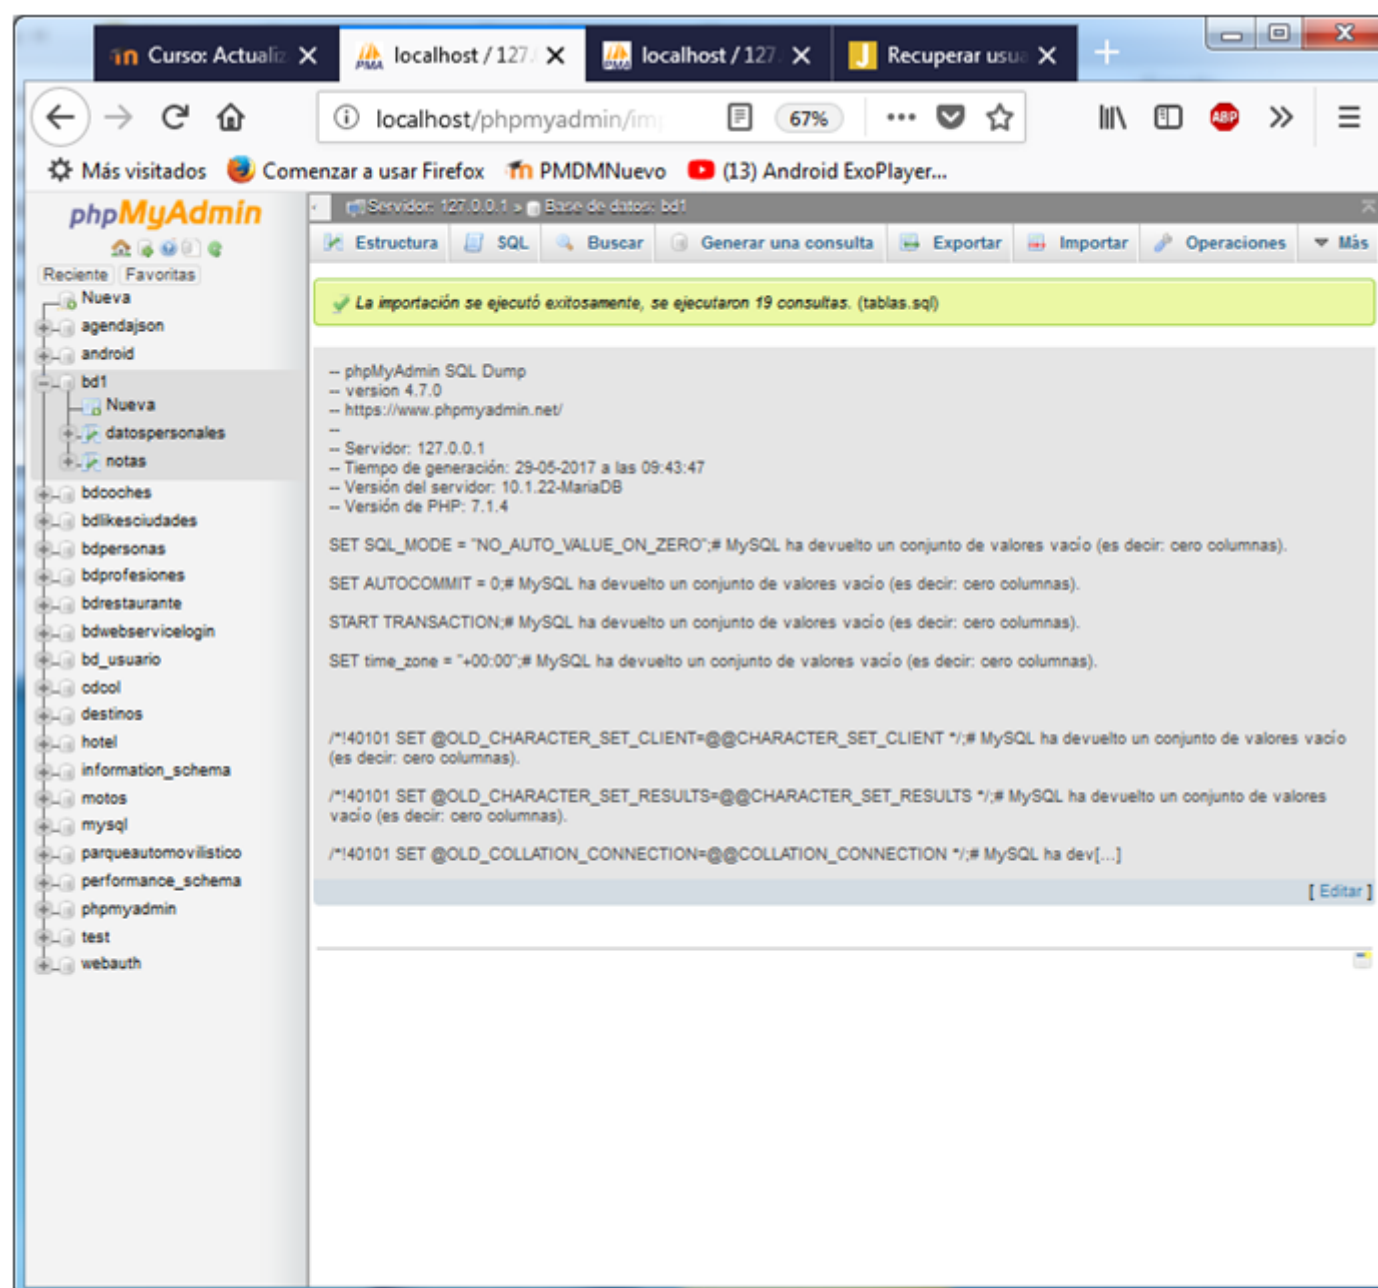 Curso: Actualiz
localhost / 127.
localhost / 127.
Recuperar usua
localhost/phpmyadmin/im
67%
ABP
Más visitados
Comenzar a usar Firefox
PMDMNuevo
(13) Android ExoPlayer...
phpMyAdmin
Reciente Favoritas
Nueva
agendajson
android
bd1
Nueva
datospersonales
notas
bdcoches
bdlikesciudades
bdpersonas
bdprofesiones
bdrestaurante
bdwebservicelogin
bd_usuario
cdcol
destinos
hotel
information_schema
motos
mysql
parqueautomovilistico
performance_schema
phpmyadmin
test
webauth
Servidor: 127.0.0.1 » Base de datos: bd1
Estructura SQL Buscar Generar una consulta Exportar Importar Operaciones Más
La importación se ejecutó exitosamente, se ejecutaron 19 consultas. (tablas.sql)
-- phpMyAdmin SQL Dump
-- version 4.7.0
-- https://www.phpmyadmin.net/
--
-- Servidor: 127.0.0.1
-- Tiempo de generación: 29-05-2017 a las 09:43:47
-- Versión del servidor: 10.1.22-MariaDB
-- Versión de PHP: 7.1.4
SET SQL_MODE = "NO_AUTO_VALUE_ON_ZERO";# MySQL ha devuelto un conjunto de valores vacío (es decir: cero columnas).
SET AUTOCOMMIT = 0;# MySQL ha devuelto un conjunto de valores vacío (es decir: cero columnas).
START TRANSACTION;# MySQL ha devuelto un conjunto de valores vacío (es decir: cero columnas).
SET time_zone = "+00:00";# MySQL ha devuelto un conjunto de valores vacío (es decir: cero columnas).
/*!40101 SET @OLD_CHARACTER_SET_CLIENT=@@CHARACTER_SET_CLIENT */;# MySQL ha devuelto un conjunto de valores vacío
(es decir: cero columnas).
/*!40101 SET @OLD_CHARACTER_SET_RESULTS=@@CHARACTER_SET_RESULTS */;# MySQL ha devuelto un conjunto de valores
vacío (es decir: cero columnas).
/*!40101 SET @OLD_COLLATION_CONNECTION=@@COLLATION_CONNECTION */;# MySQL ha dev[...]
[ Editar ]